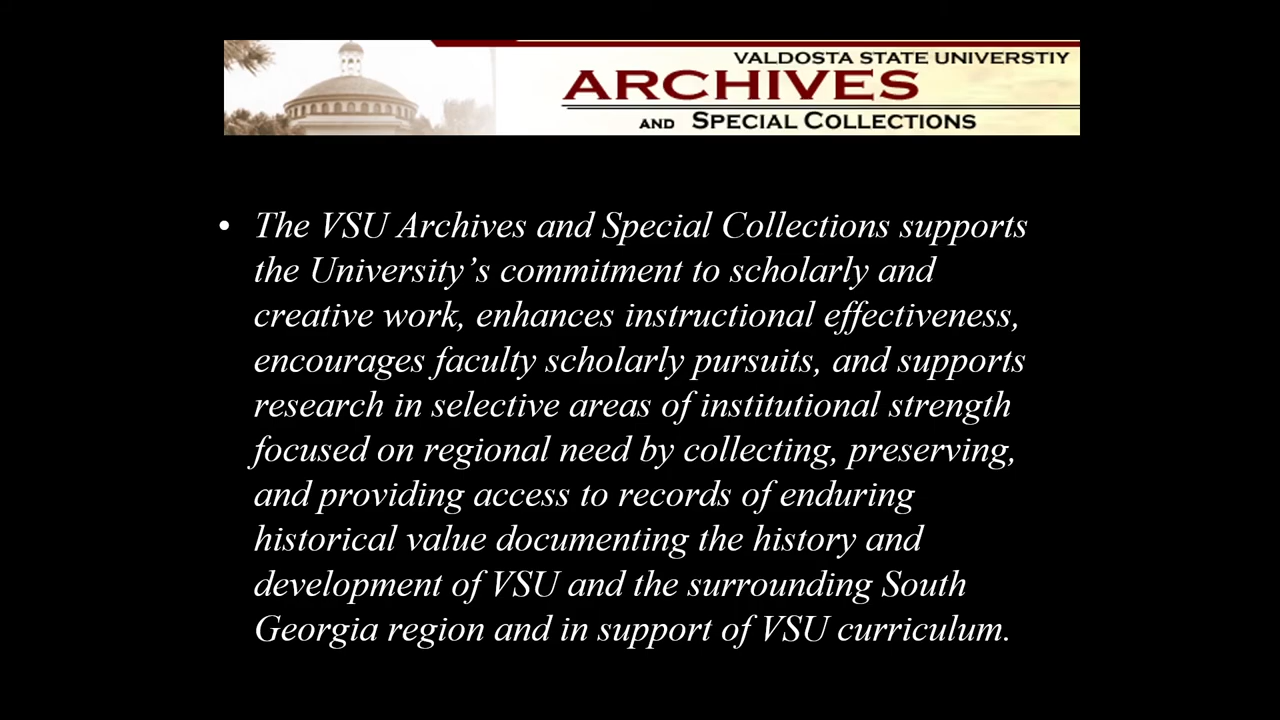 VALDOSTA STATE UNIVERSTIY
ARCHIVES
AND SPECIAL COLLECTIONS
• The VSU Archives and Special Collections supports
the University’s commitment to scholarly and
creative work, enhances instructional effectiveness,
encourages faculty scholarly pursuits, and supports
research in selective areas of institutional strength
focused on regional need by collecting, preserving,
and providing access to records of enduring
historical value documenting the history and
development of VSU and the surrounding South
Georgia region and in support of VSU curriculum.